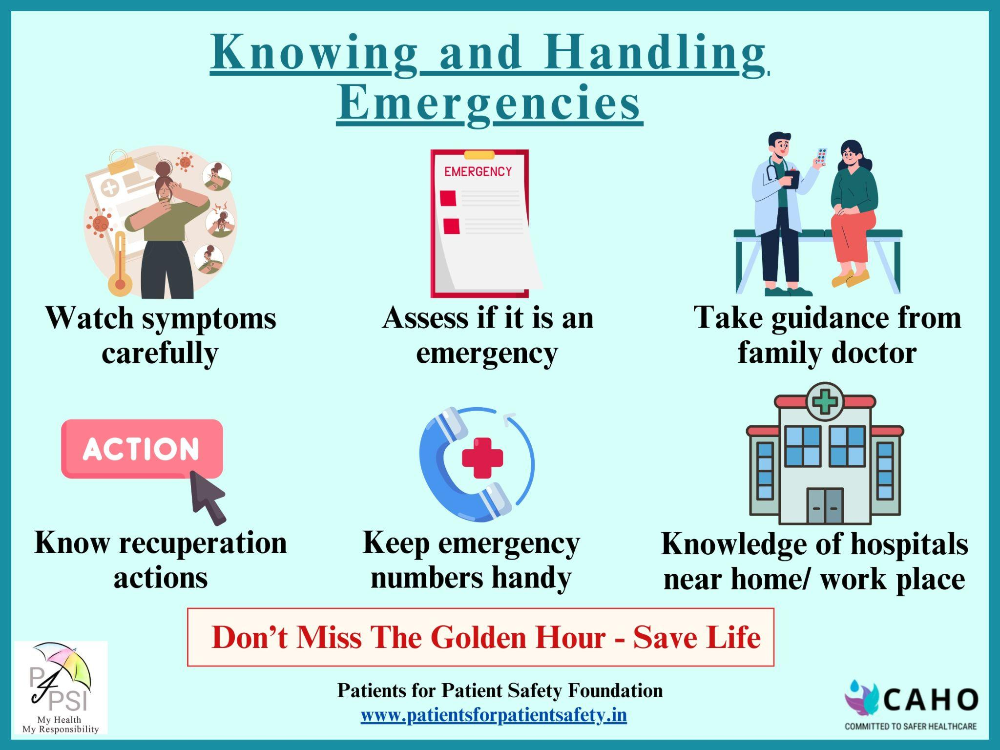 Knowing and Handling
Emergencies
EMERGENCY
Watch symptoms
carefully
Assess if it is an
emergency
Take guidance from
family doctor
ACTION
Know recuperation
actions
Keep emergency
numbers handy
Knowledge of hospitals
near home/ work place
Don't Miss The Golden Hour - Save Life
P4PSI
My Health
My Responsibility
Patients for Patient Safety Foundation
www.patientsforpatientsafety.in
CAHO
COMMITTED TO SAFER HEALTHCARE